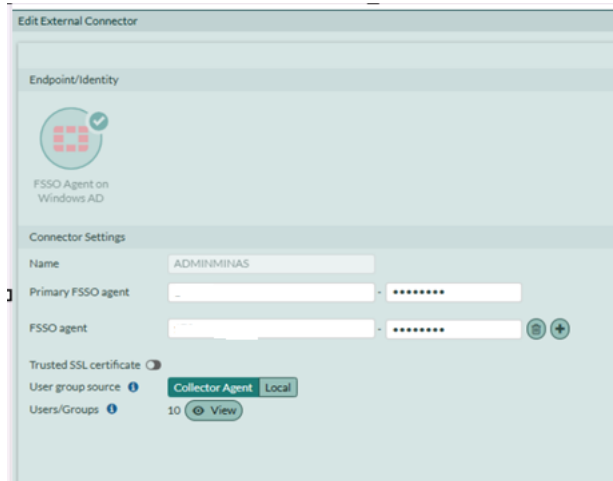 Edit External Connector
Endpoint/Identity
FSSO Agent on
Windows AD
Connector Settings
Name ADMINMINAS
Primary FSSO agent - ••••••••
FSSO agent - ••••••••
Trusted SSL certificate
User group source Collector Agent Local
Users/Groups 10 View